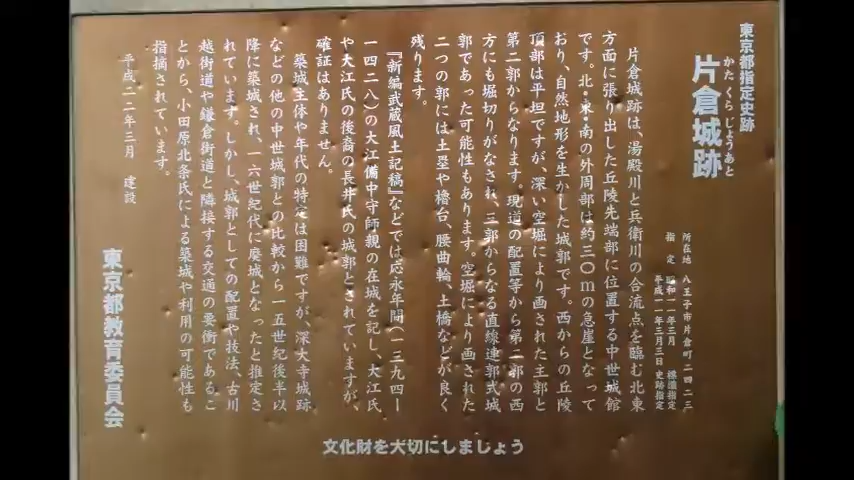 東京都指定史跡
かたくらじょうあと
片倉城跡
所在地 八王子市片倉町二四二三
指定 昭和一一年三月 標識指定
平成一一年三月三日 史跡指定
片倉城跡は、湯殿川と兵衛川の合流点を臨む北東
方面に張り出した丘陵先端部に位置する中世城館
です。北・東・南の外周部は約三〇ｍの急崖となって
おり、自然地形を生かした城郭です。西からの丘陵
頂部は平坦ですが、深い空堀により画された主郭と
第二郭からなります。現道の配置等から第二郭の西
方にも堀切りがなされ、三郭からなる直線連郭式城
郭であった可能性もあります。空堀により画された
二つの郭には土塁や櫓台、腰曲輪、土橋などが良く
残ります。
『新編武蔵風土記稿』などでは応永年間（一三九四ー
一四二八）の大江備中守師親の在城を記し、大江氏
や大江氏の後裔の長井氏の城郭とされていますが、
確証はありません。
築城主体や年代の特定は困難ですが、深大寺城跡
などの他の中世城郭との比較から一五世紀後半以
降に築城され、一六世紀代に廃城となったと推定さ
れています。しかし、城郭としての配置や技法、古川
越街道や鎌倉街道と隣接する交通の要衝であるこ
とから、小田原北条氏による築城や利用の可能性も
指摘されています。
平成二二年三月 建設
東京都教育委員会
文化財を大切にしましょう